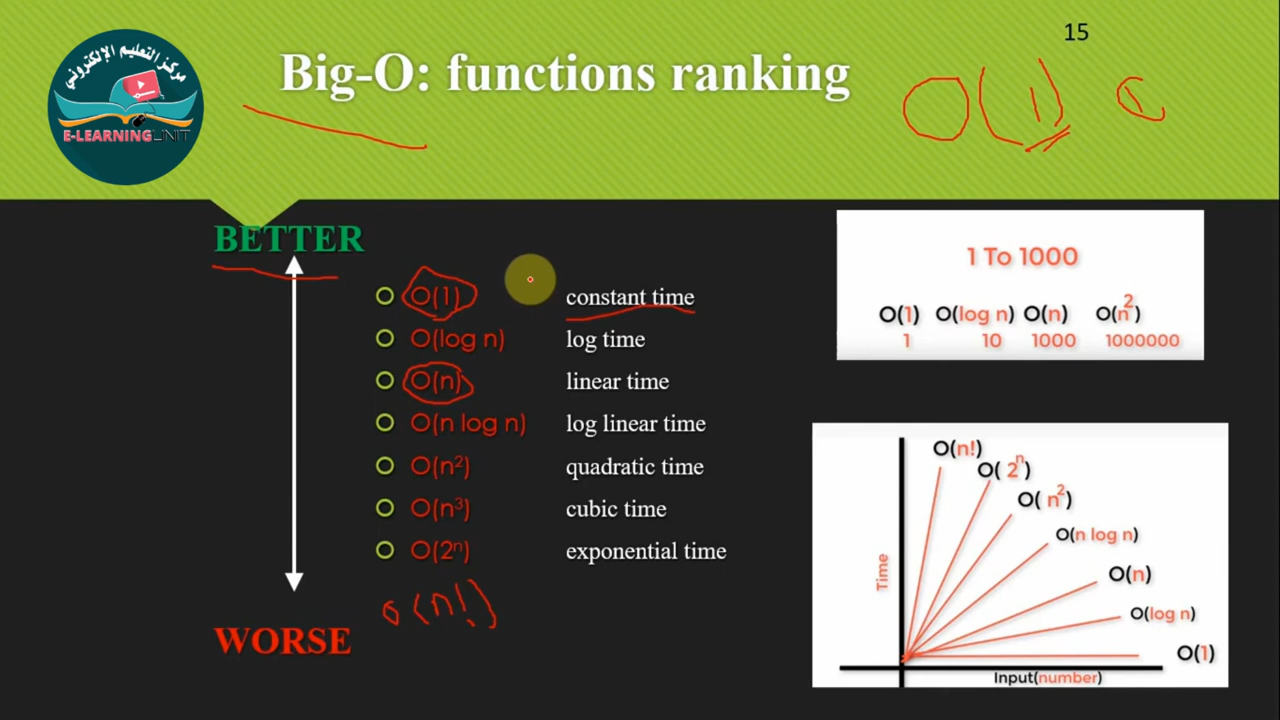 15
Big-O: functions ranking
O(1)
مركز التعليم الإلكتروني
E-LEARNING UNIT
BETTER
O(1) constant time
O(log n) log time
O(n) linear time
O(n log n) log linear time
O(n²) quadratic time
O(n³) cubic time
O(2ⁿ) exponential time
O(n!)
WORSE
1 To 1000
O(1) O(log n) O(n) O(n²)
1 10 1000 1000000
O(n!)
O( 2ⁿ)
O( n²)
O(n log n)
O(n)
O(log n)
O(1)
Time
Input(number)